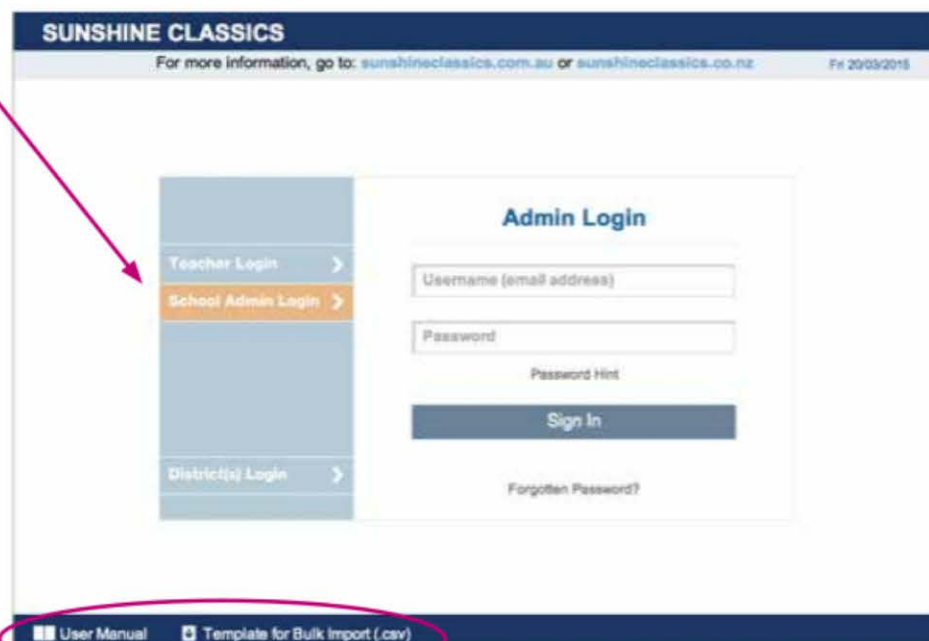 SUNSHINE CLASSICS
For more information, go to: sunshineclassics.com.au or sunshineclassics.co.nz
Fri 20/03/2015
Admin Login
Teacher Login
School Admin Login
Username (email address)
Password
Password Hint
Sign In
District(s) Login
Forgotten Password?
User Manual
Template for Bulk Import (.csv)